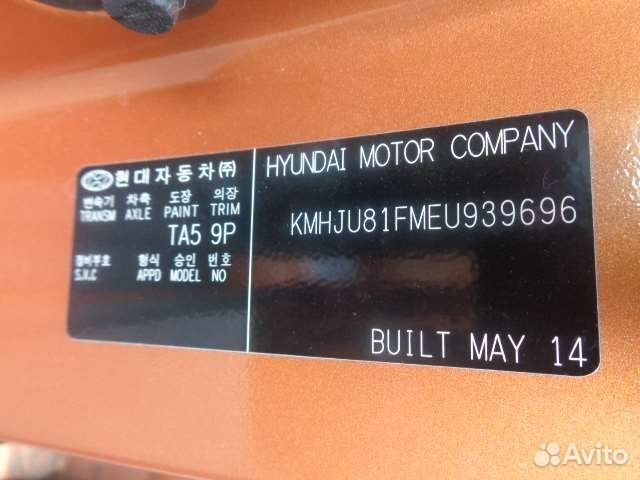 현대자동차㈜
변속기 차축 도장 의장
TRANSM AXLE PAINT TRIM
TA5 9P
정비부호 형식 승인 번호
S.V.C APPD MODEL NO
HYUNDAI MOTOR COMPANY
KMHJU81FMEU939696
BUILT MAY 14
Avito